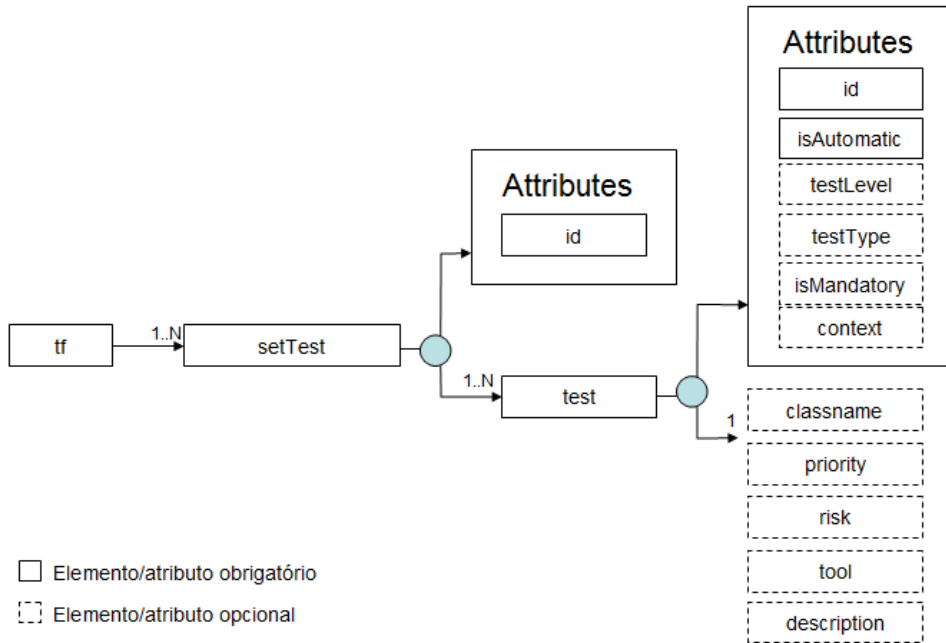 tf
1..N
setTest
Attributes
id
1..N
test
Attributes
id
isAutomatic
testLevel
testType
isMandatory
context
1
classname
priority
risk
tool
description
Elemento/atributo obrigatório
Elemento/atributo opcional